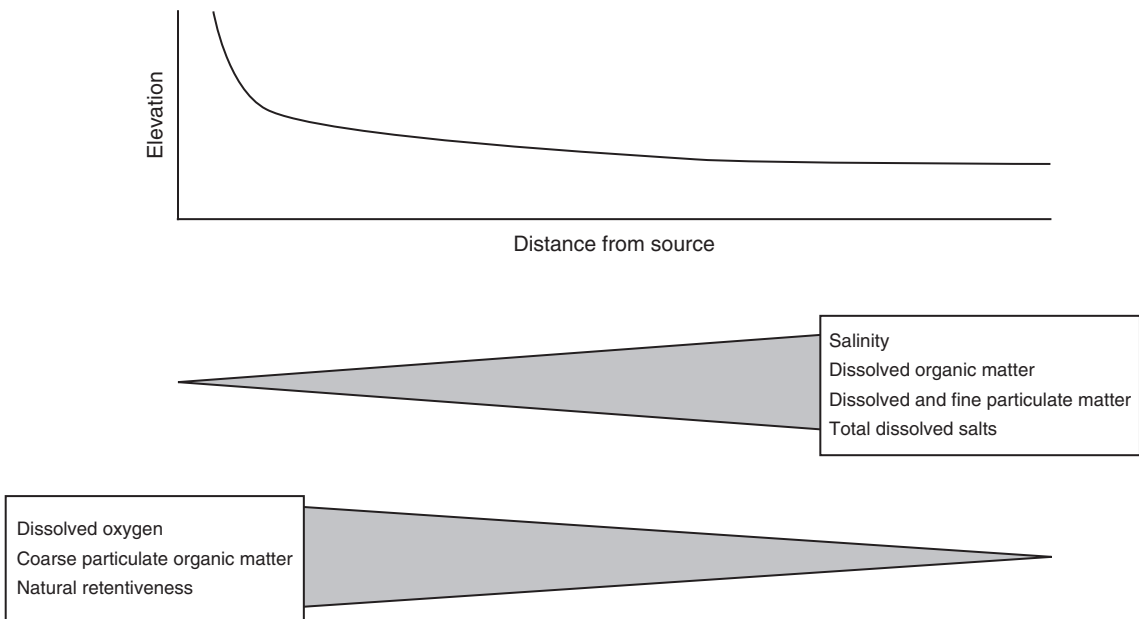 Elevation
Distance from source
Salinity
Dissolved organic matter
Dissolved and fine particulate matter
Total dissolved salts
Dissolved oxygen
Coarse particulate organic matter
Natural retentiveness